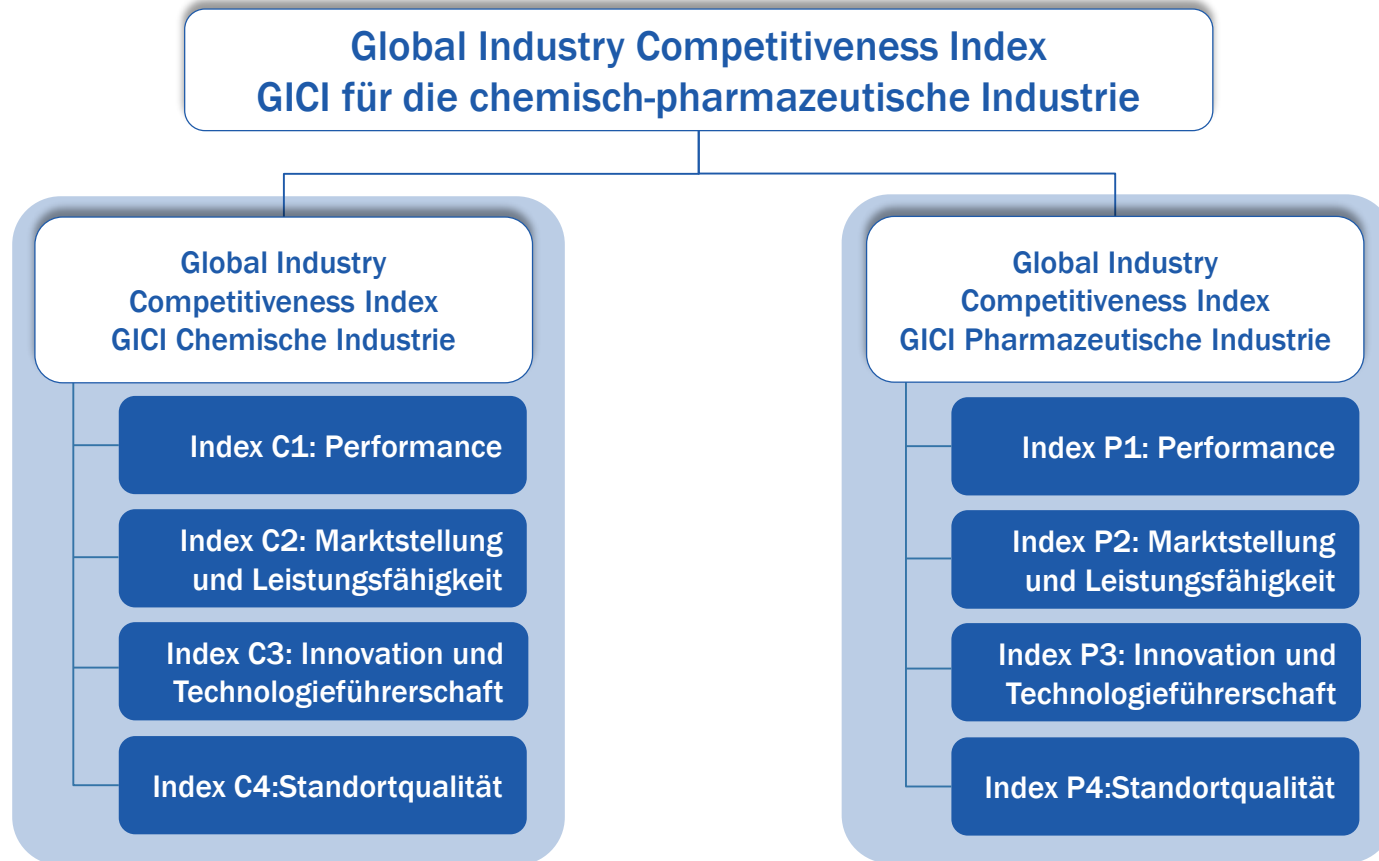 Global Industry Competitiveness Index
GICI für die chemisch-pharmazeutische Industrie
Global Industry
Competitiveness Index
GICI Chemische Industrie
Index C1: Performance
Index C2: Marktstellung
und Leistungsfähigkeit
Index C3: Innovation und
Technologieführerschaft
Index C4:Standortqualität
Global Industry
Competitiveness Index
GICI Pharmazeutische Industrie
Index P1: Performance
Index P2: Marktstellung
und Leistungsfähigkeit
Index P3: Innovation und
Technologieführerschaft
Index P4:Standortqualität